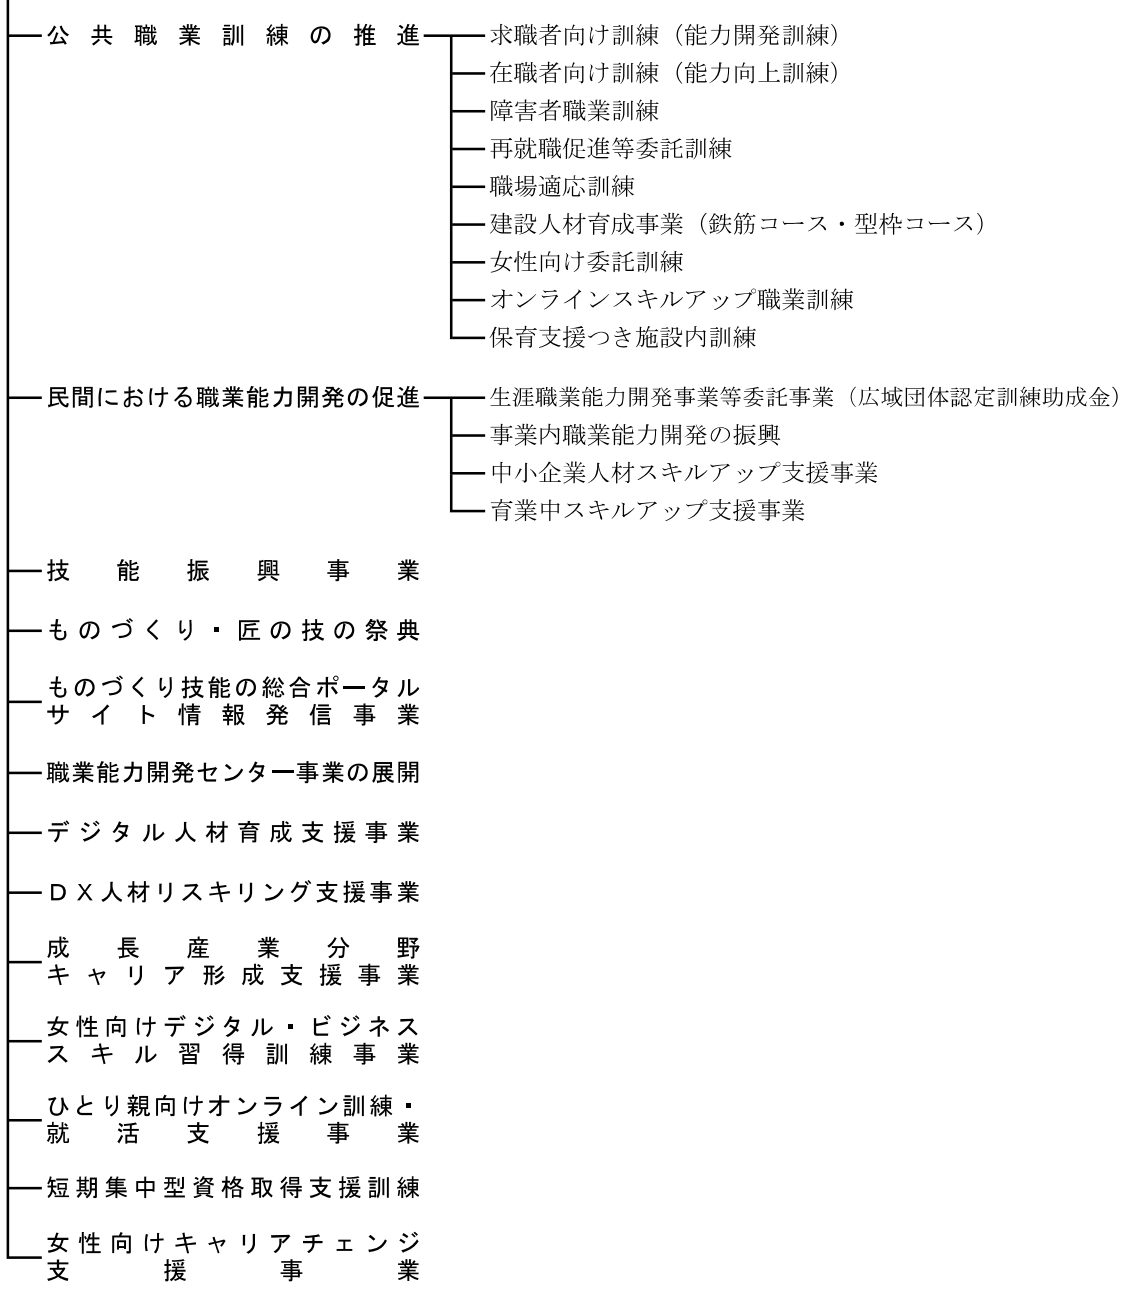 公共職業訓練の推進
求職者向け訓練（能力開発訓練）
在職者向け訓練（能力向上訓練）
障害者職業訓練
再就職促進等委託訓練
職場適応訓練
建設人材育成事業（鉄筋コース・型枠コース）
女性向け委託訓練
オンラインスキルアップ職業訓練
保育支援つき施設内訓練
民間における職業能力開発の促進
生涯職業能力開発事業等委託事業（広域団体認定訓練助成金）
事業内職業能力開発の振興
中小企業人材スキルアップ支援事業
育業中スキルアップ支援事業
技能振興事業
ものづくり・匠の技の祭典
ものづくり技能の総合ポータル
サイト情報発信事業
職業能力開発センター事業の展開
デジタル人材育成支援事業
ＤＸ人材リスキリング支援事業
成長産業分野
キャリア形成支援事業
女性向けデジタル・ビジネス
スキル習得訓練事業
ひとり親向けオンライン訓練・
就活支援事業
短期集中型資格取得支援訓練
女性向けキャリアチェンジ
支援事業